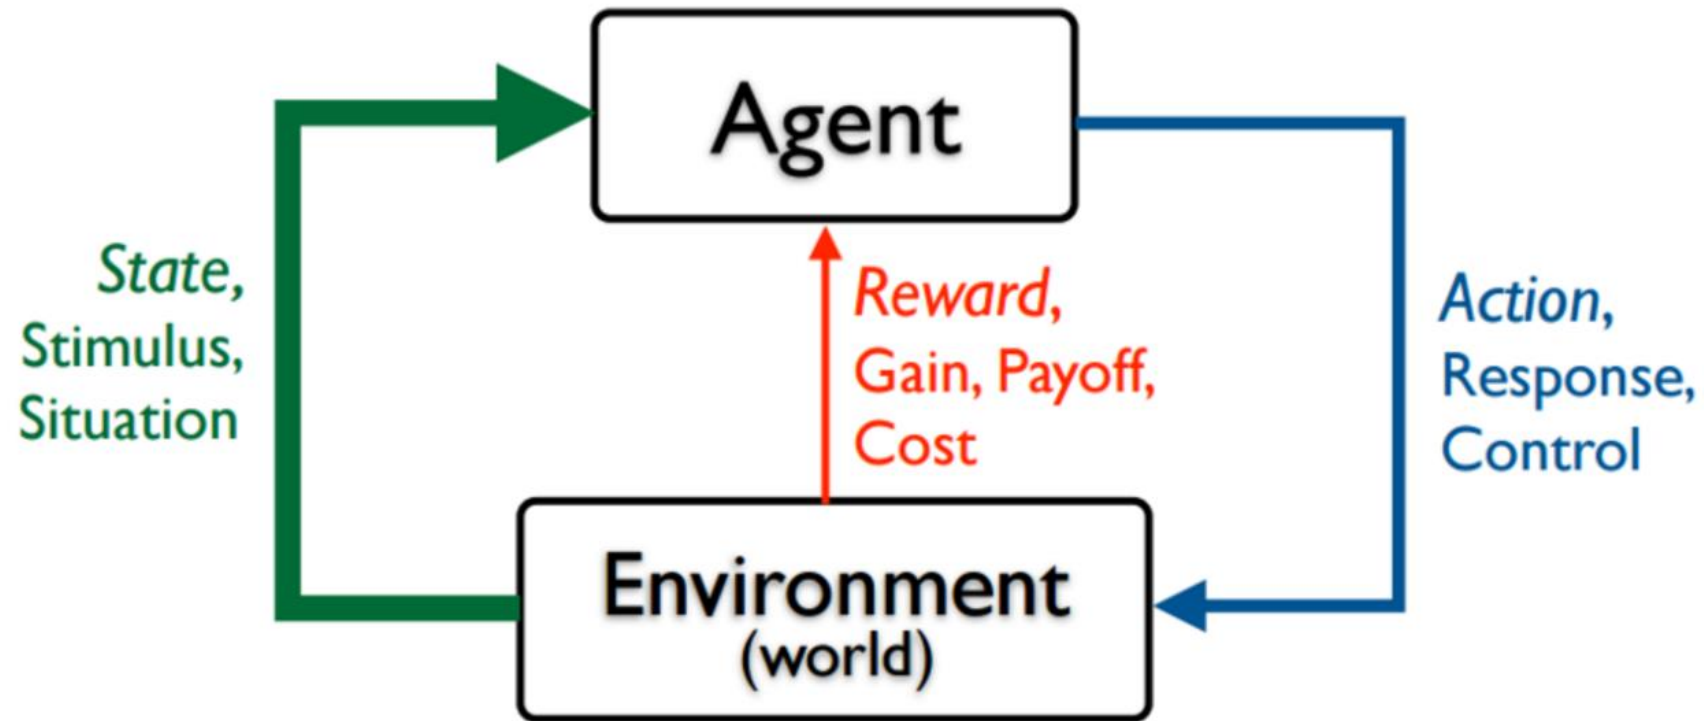 Agent
State,
Stimulus,
Situation
Reward,
Gain, Payoff,
Cost
Action,
Response,
Control
Environment
(world)